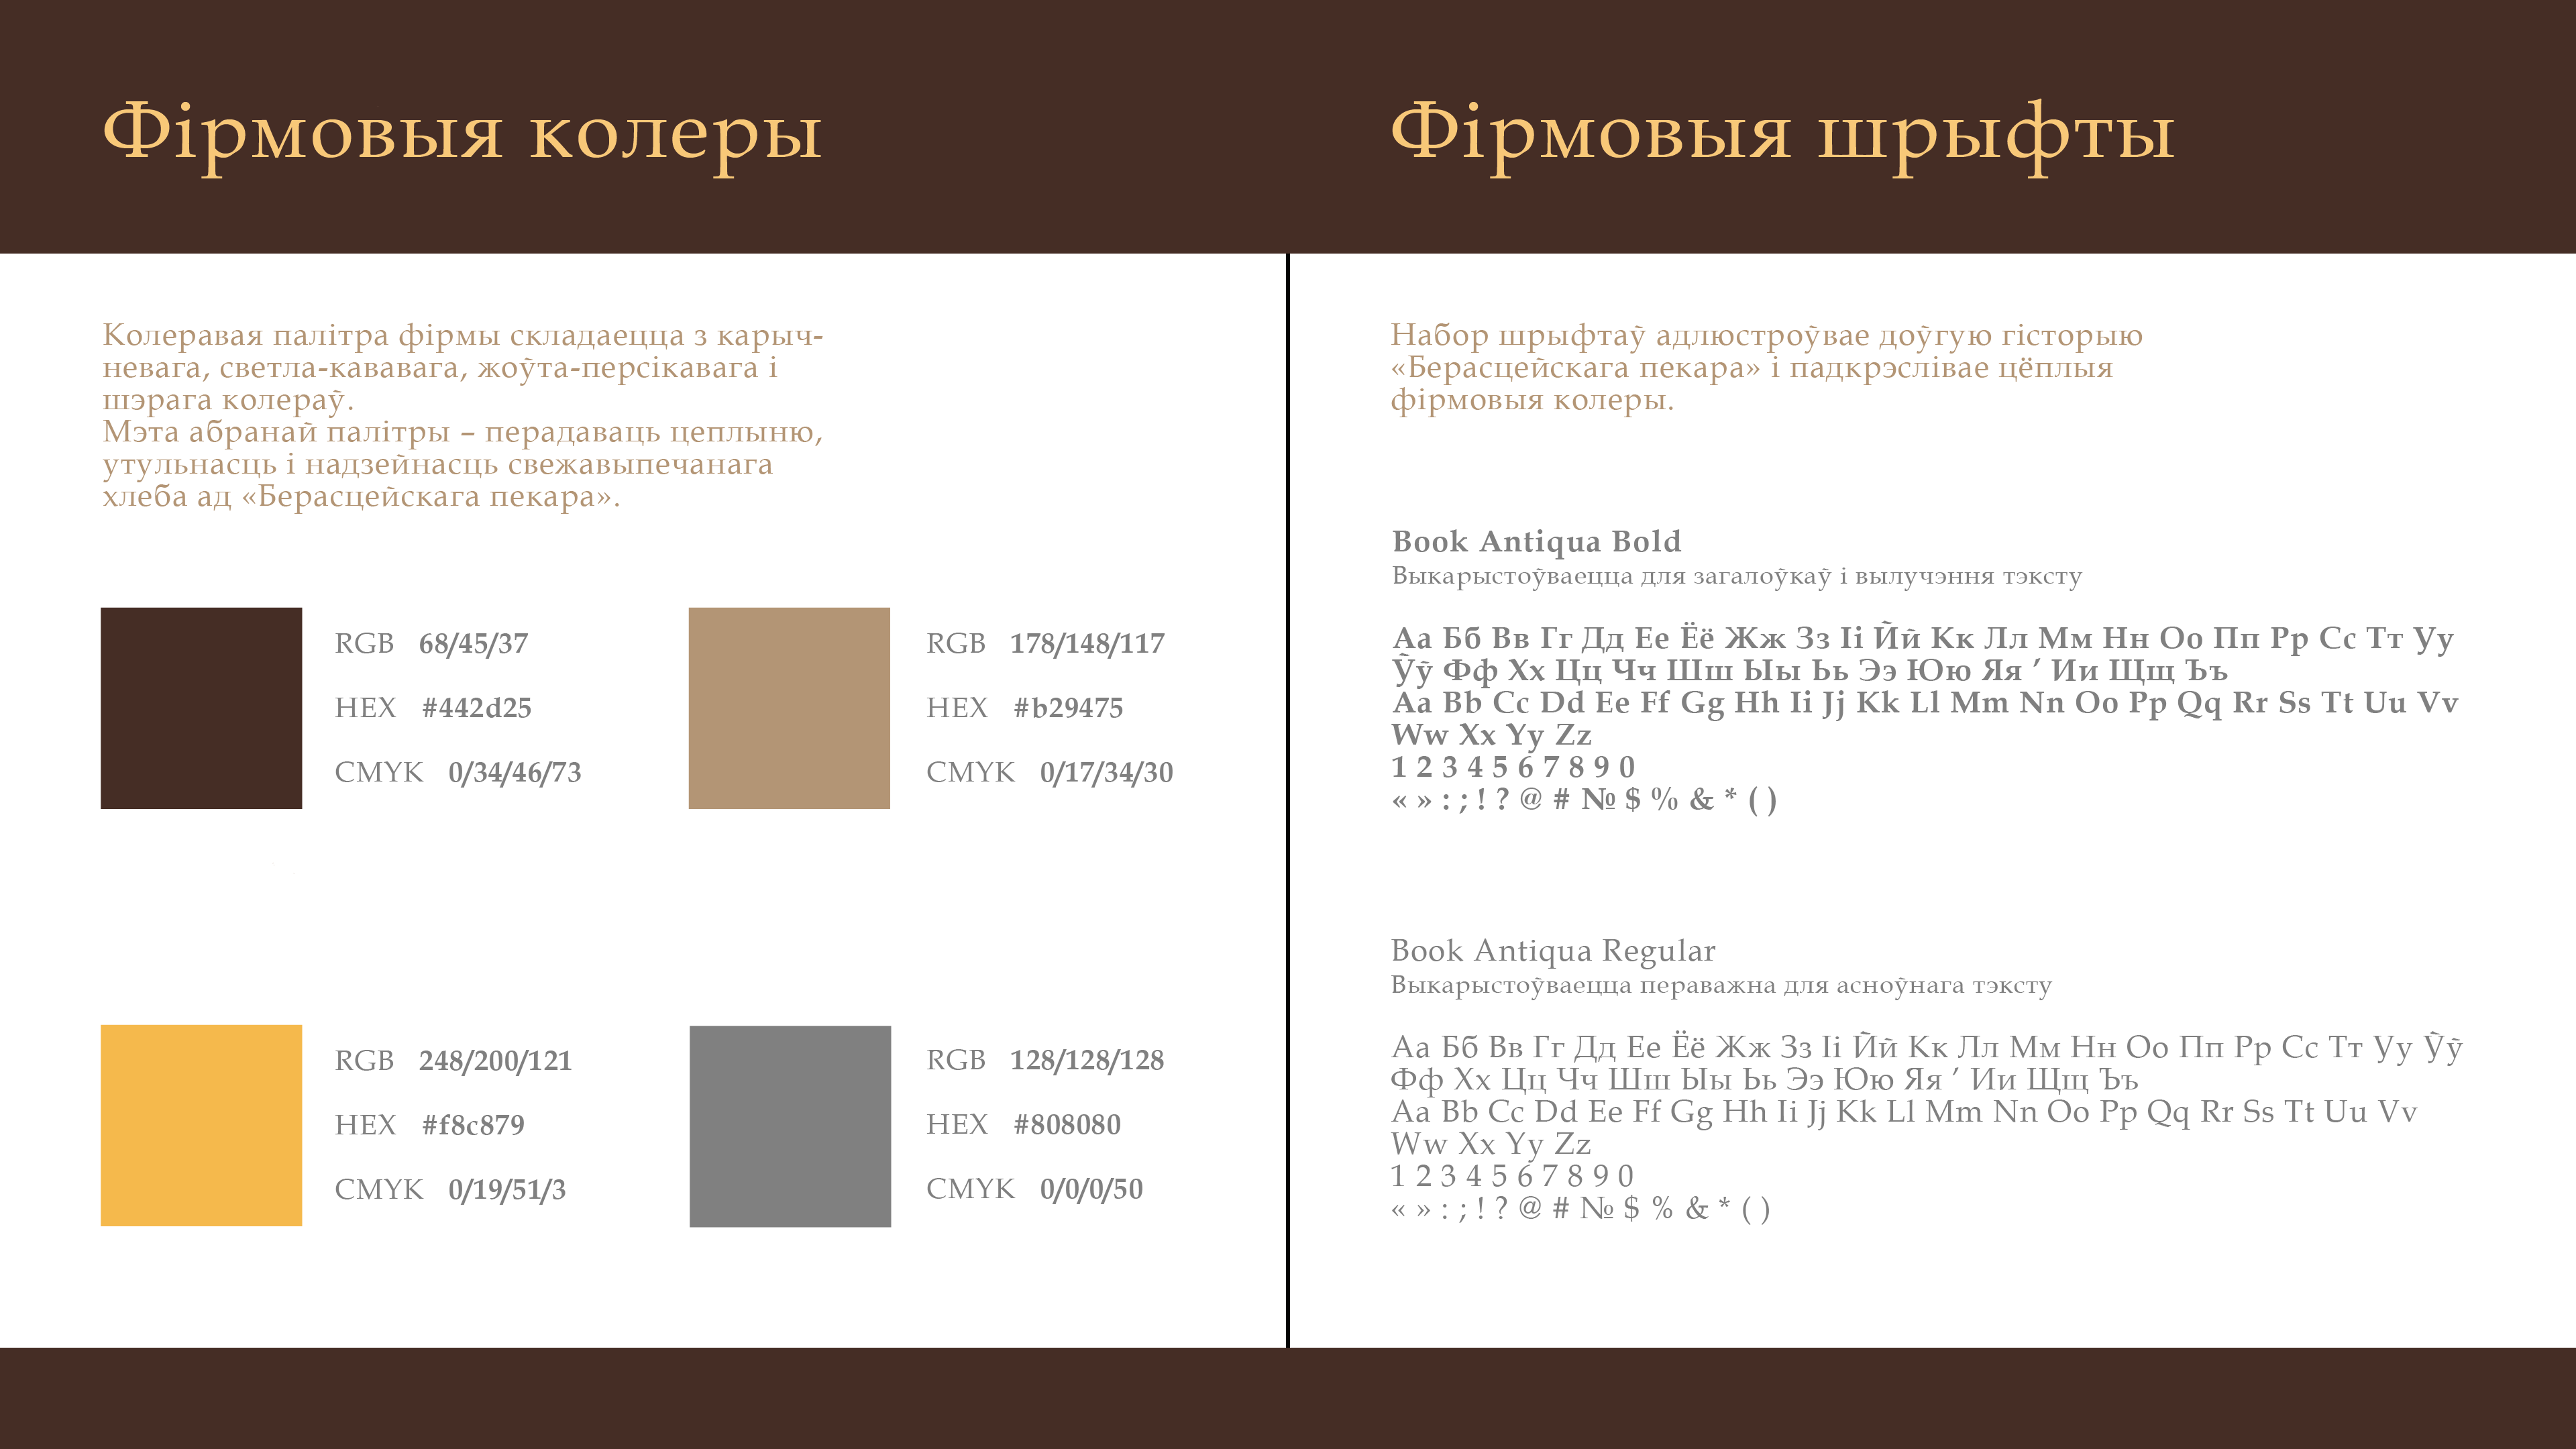 Фірмовыя колеры
Колеравая палітра фірмы складаецца з карыч-
невага, светла-кававага, жоўта-персікавага і
шэрага колераў.
Мэта абранай палітры – перадаваць цеплыню,
утульнасць і надзейнасць свежавыпечанага
хлеба ад «Берасцейскага пекара».
RGB 68/45/37
HEX #442d25
CMYK 0/34/46/73
RGB 178/148/117
HEX #b29475
CMYK 0/17/34/30
RGB 248/200/121
HEX #f8c879
CMYK 0/19/51/3
RGB 128/128/128
HEX #808080
CMYK 0/0/0/50
Фірмовыя шрыфты
Набор шрыфтаў адлюстроўвае доўгую гісторыю
«Берасцейскага пекара» і падкрэслівае цёплыя
фірмовыя колеры.
Book Antiqua Bold
Выкарыстоўваецца для загалоўкаў і вылучэння тэксту
Аа Бб Вв Гг Дд Ее Ёё Жж Зз Іі Йй Кк Лл Мм Нн Оо Пп Рр Сс Тт Уу
Ўў Фф Хх Цц Чч Шш Ыы Ьь Ээ Юю Яя ’ Ии Щщ Ъъ
Aa Bb Cc Dd Ee Ff Gg Hh Ii Jj Kk Ll Mm Nn Oo Pp Qq Rr Ss Tt Uu Vv
Ww Xx Yy Zz
1 2 3 4 5 6 7 8 9 0
« » : ; ! ? @ # № $ % & * ( )
Book Antiqua Regular
Выкарыстоўваецца пераважна для асноўнага тэксту
Аа Бб Вв Гг Дд Ее Ёё Жж Зз Іі Йй Кк Лл Мм Нн Оо Пп Рр Сс Тт Уу Ўў
Фф Хх Цц Чч Шш Ыы Ьь Ээ Юю Яя ’ Ии Щщ Ъъ
Aa Bb Cc Dd Ee Ff Gg Hh Ii Jj Kk Ll Mm Nn Oo Pp Qq Rr Ss Tt Uu Vv
Ww Xx Yy Zz
1 2 3 4 5 6 7 8 9 0
« » : ; ! ? @ # № $ % & * ( )